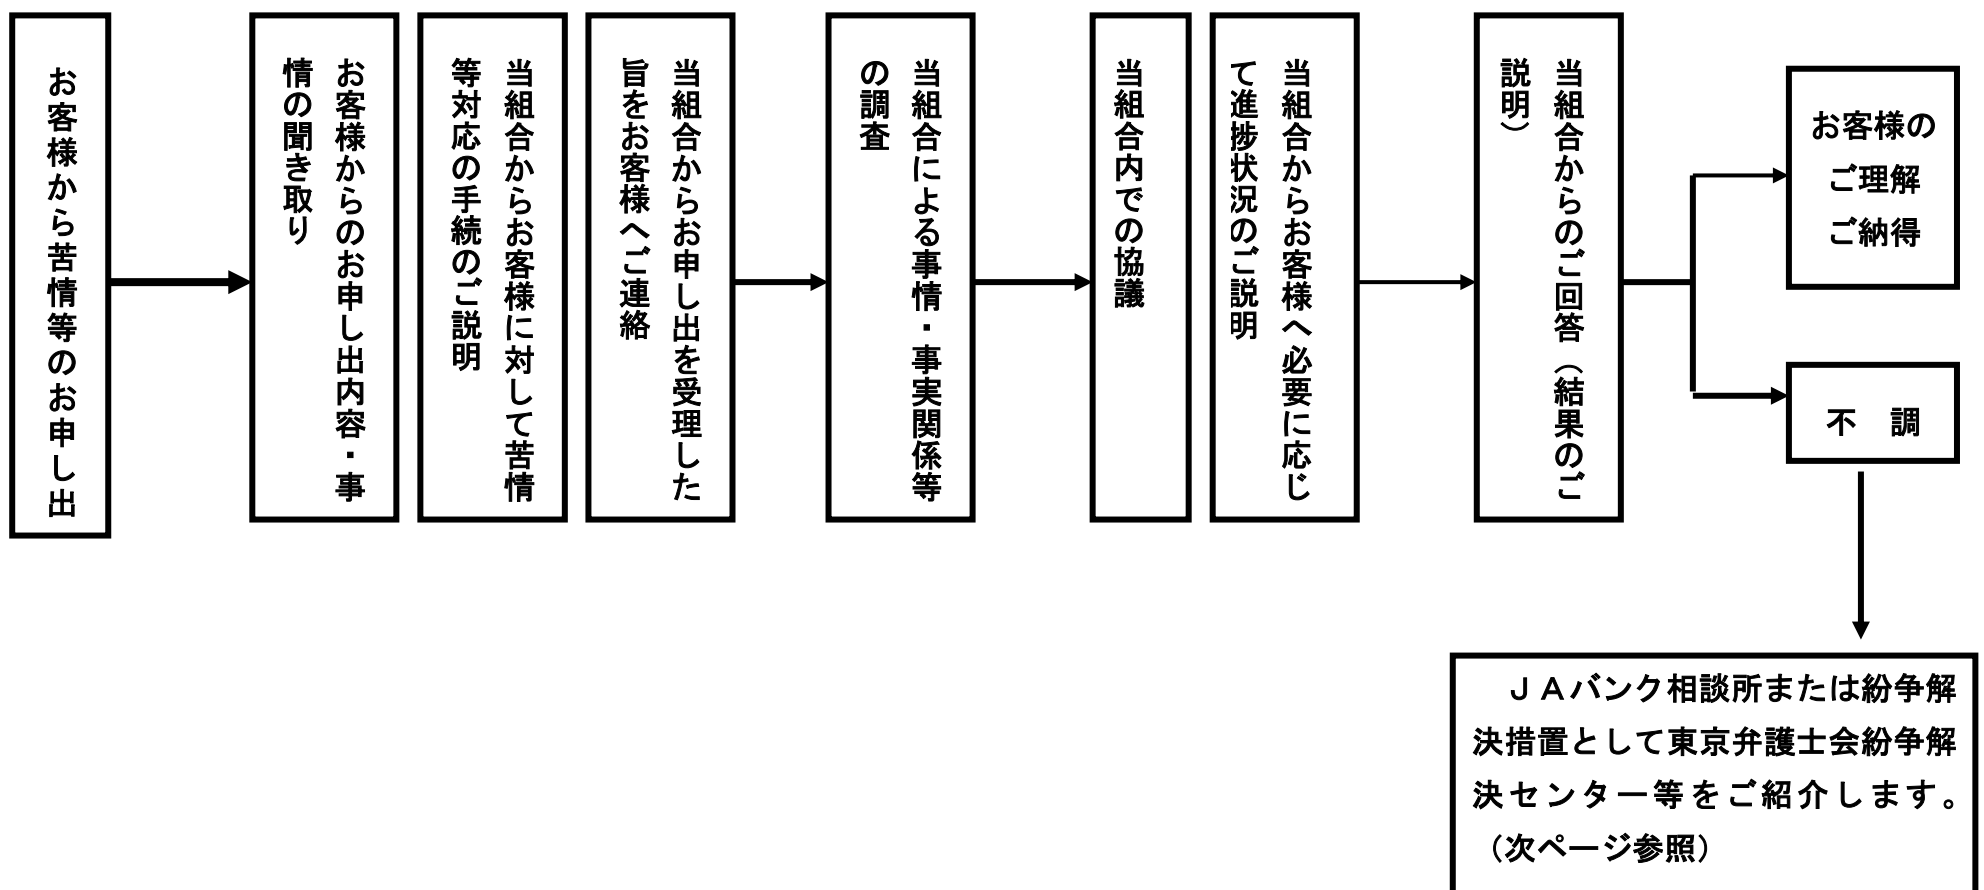 お客様から苦情等のお申し出
お客様からのお申し出内容・事
情の聞き取り
当組合からお客様に対して苦情
等対応の手続のご説明
当組合からお申し出を受理した
旨をお客様へご連絡
当組合による事情・事実関係等
の調査
当組合内での協議
当組合からお客様へ必要に応じ
て進捗状況のご説明
当組合からのご回答（結果のご
説明）
お客様の
ご理解
ご納得
不　調
ＪＡバンク相談所または紛争解
決措置として東京弁護士会紛争解
決センター等をご紹介します。
（次ページ参照）